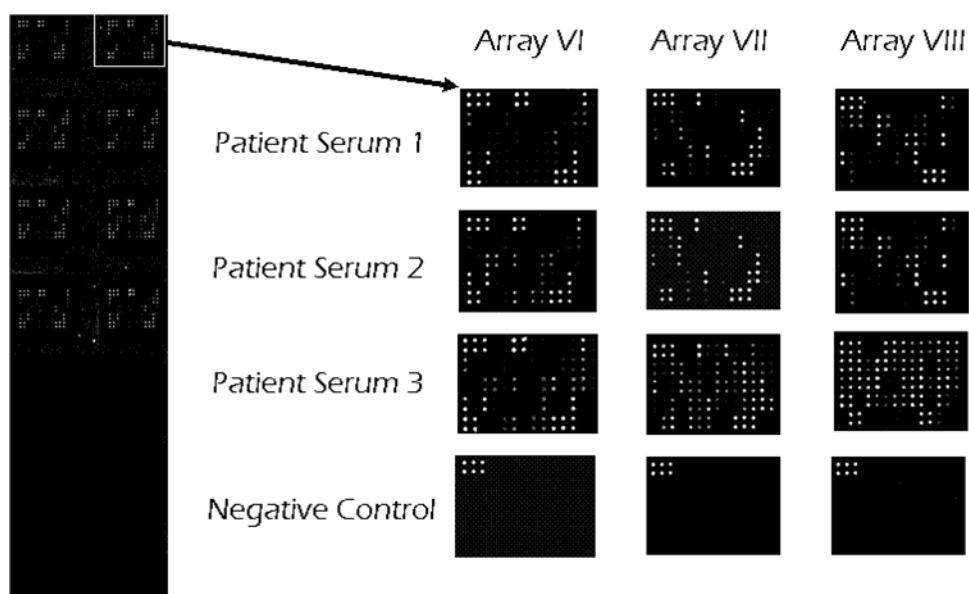 Array VI Array VII Array VIII
Patient Serum 1
Patient Serum 2
Patient Serum 3
Negative Control